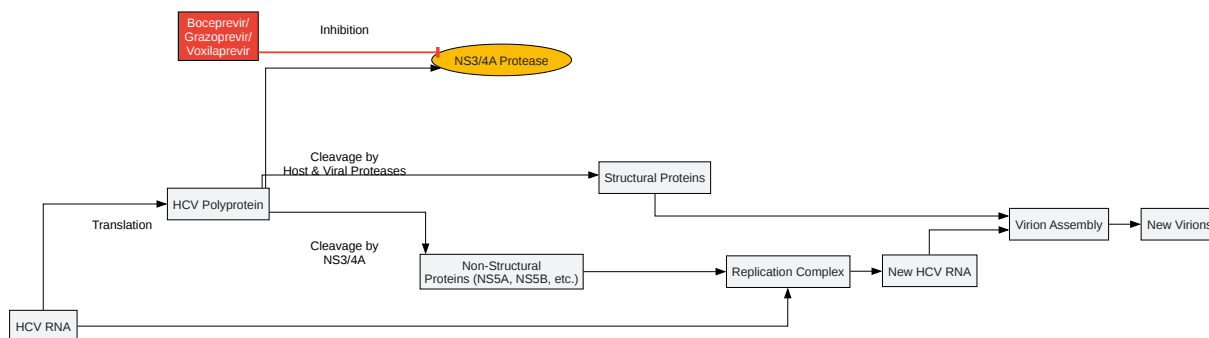 Boceprevir/
Grazoprevir/
Voxilaprevir
Inhibition
NS3/4A Protease
Cleavage by
Host & Viral Proteases
Structural Proteins
HCV Polyprotein
Translation
Virion Assembly
New Virions
Cleavage by
NS3/4A
Non-Structural
Proteins (NS5A, NS5B, etc.)
Replication Complex
New HCV RNA
HCV RNA